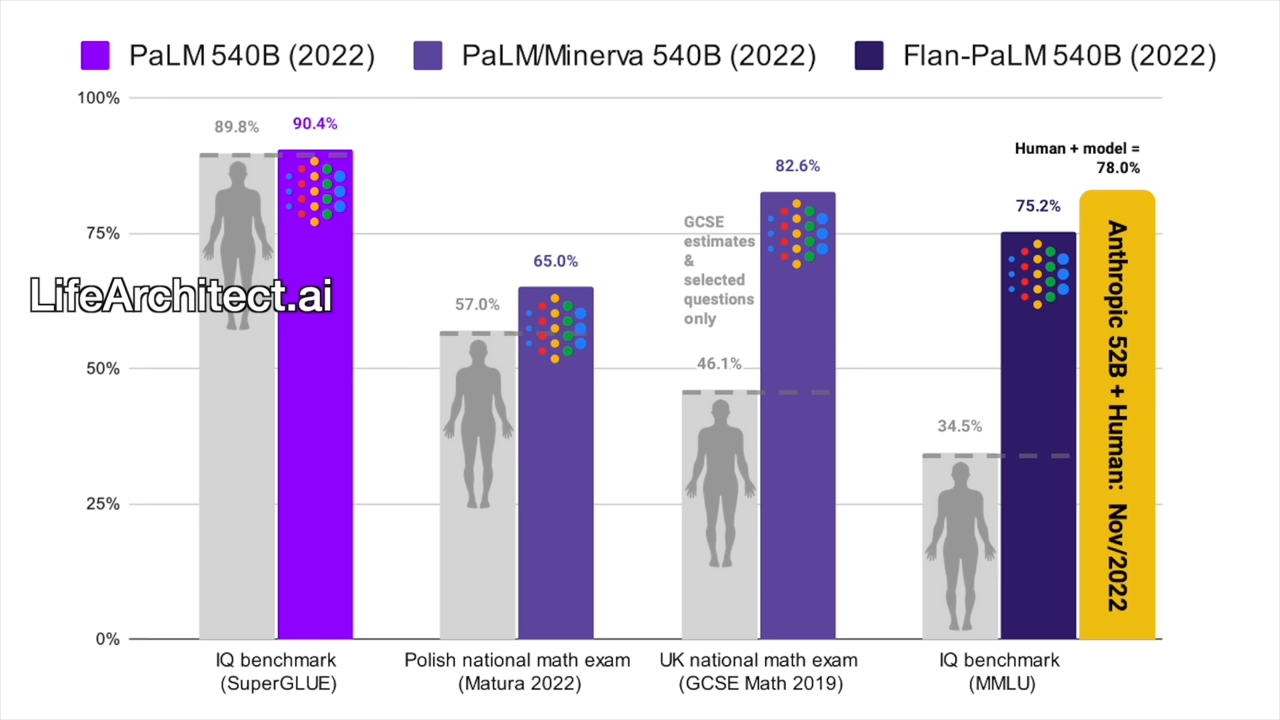 PaLM 540B (2022)
PaLM/Minerva 540B (2022)
Flan-PaLM 540B (2022)
100%
75%
50%
25%
0%
89.8%
90.4%
57.0%
65.0%
GCSE
estimates
&
selected
questions
only
46.1%
82.6%
34.5%
75.2%
Human + model =
78.0%
Anthropic 52B + Human: Nov/2022
LifeArchitect.ai
IQ benchmark
(SuperGLUE)
Polish national math exam
(Matura 2022)
UK national math exam
(GCSE Math 2019)
IQ benchmark
(MMLU)